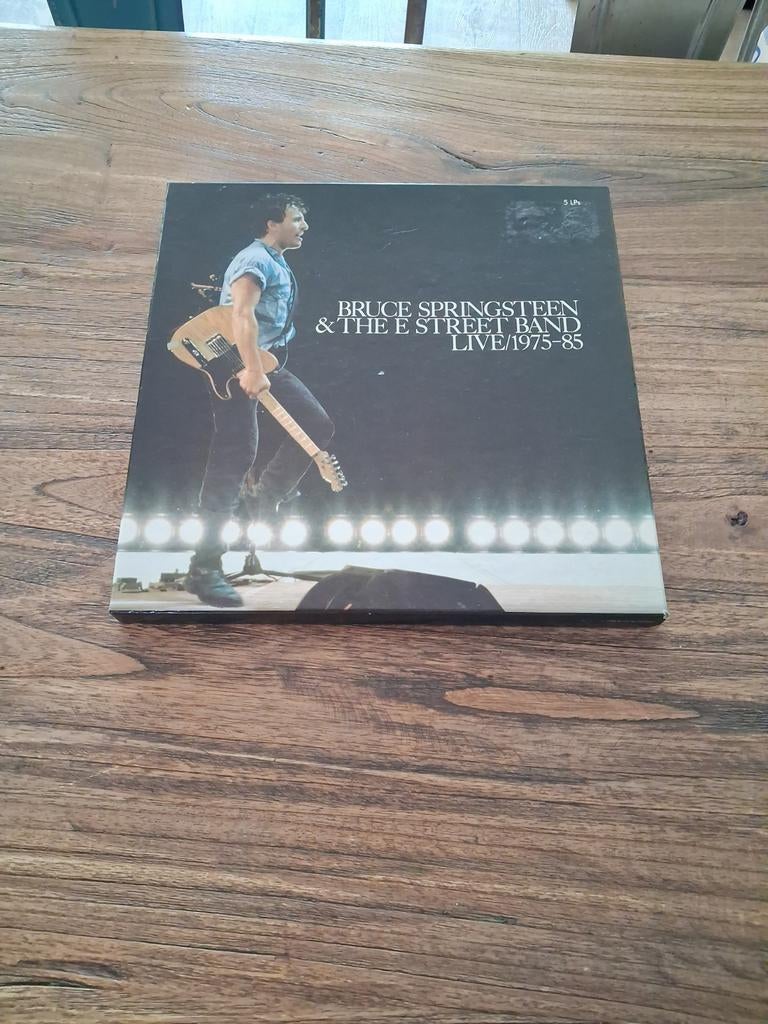 5 LPs
BRUCE SPRINGSTEEN
& THE E STREET BAND
LIVE/1975-85